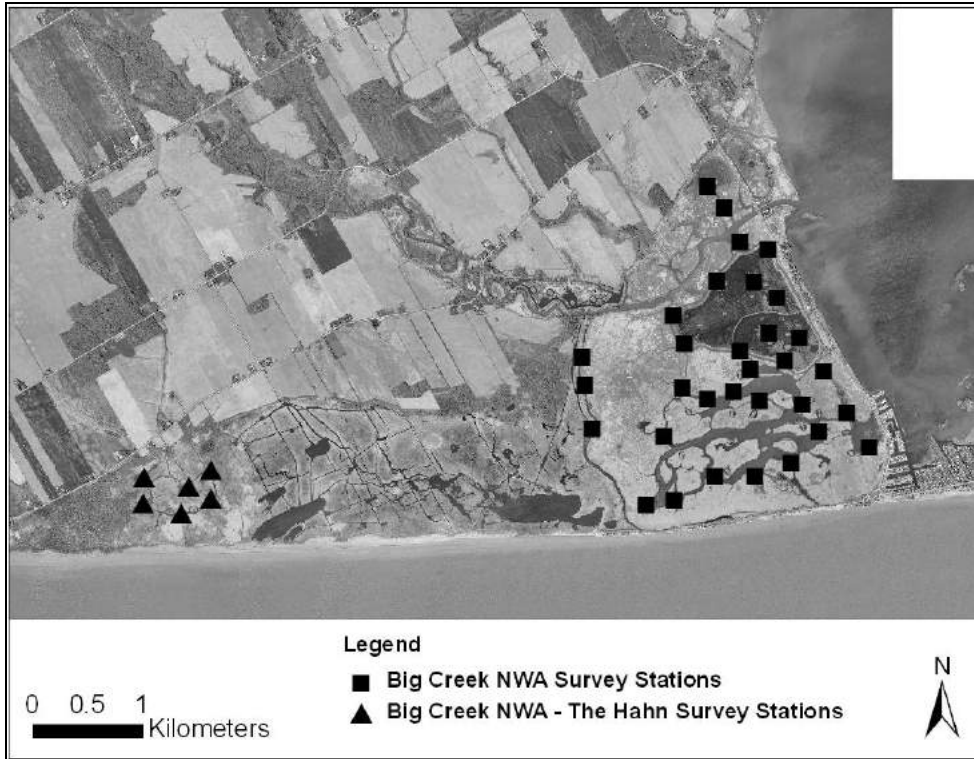 Legend
Big Creek NWA Survey Stations
Big Creek NWA - The Hahn Survey Stations
0 0.5 1
Kilometers
N